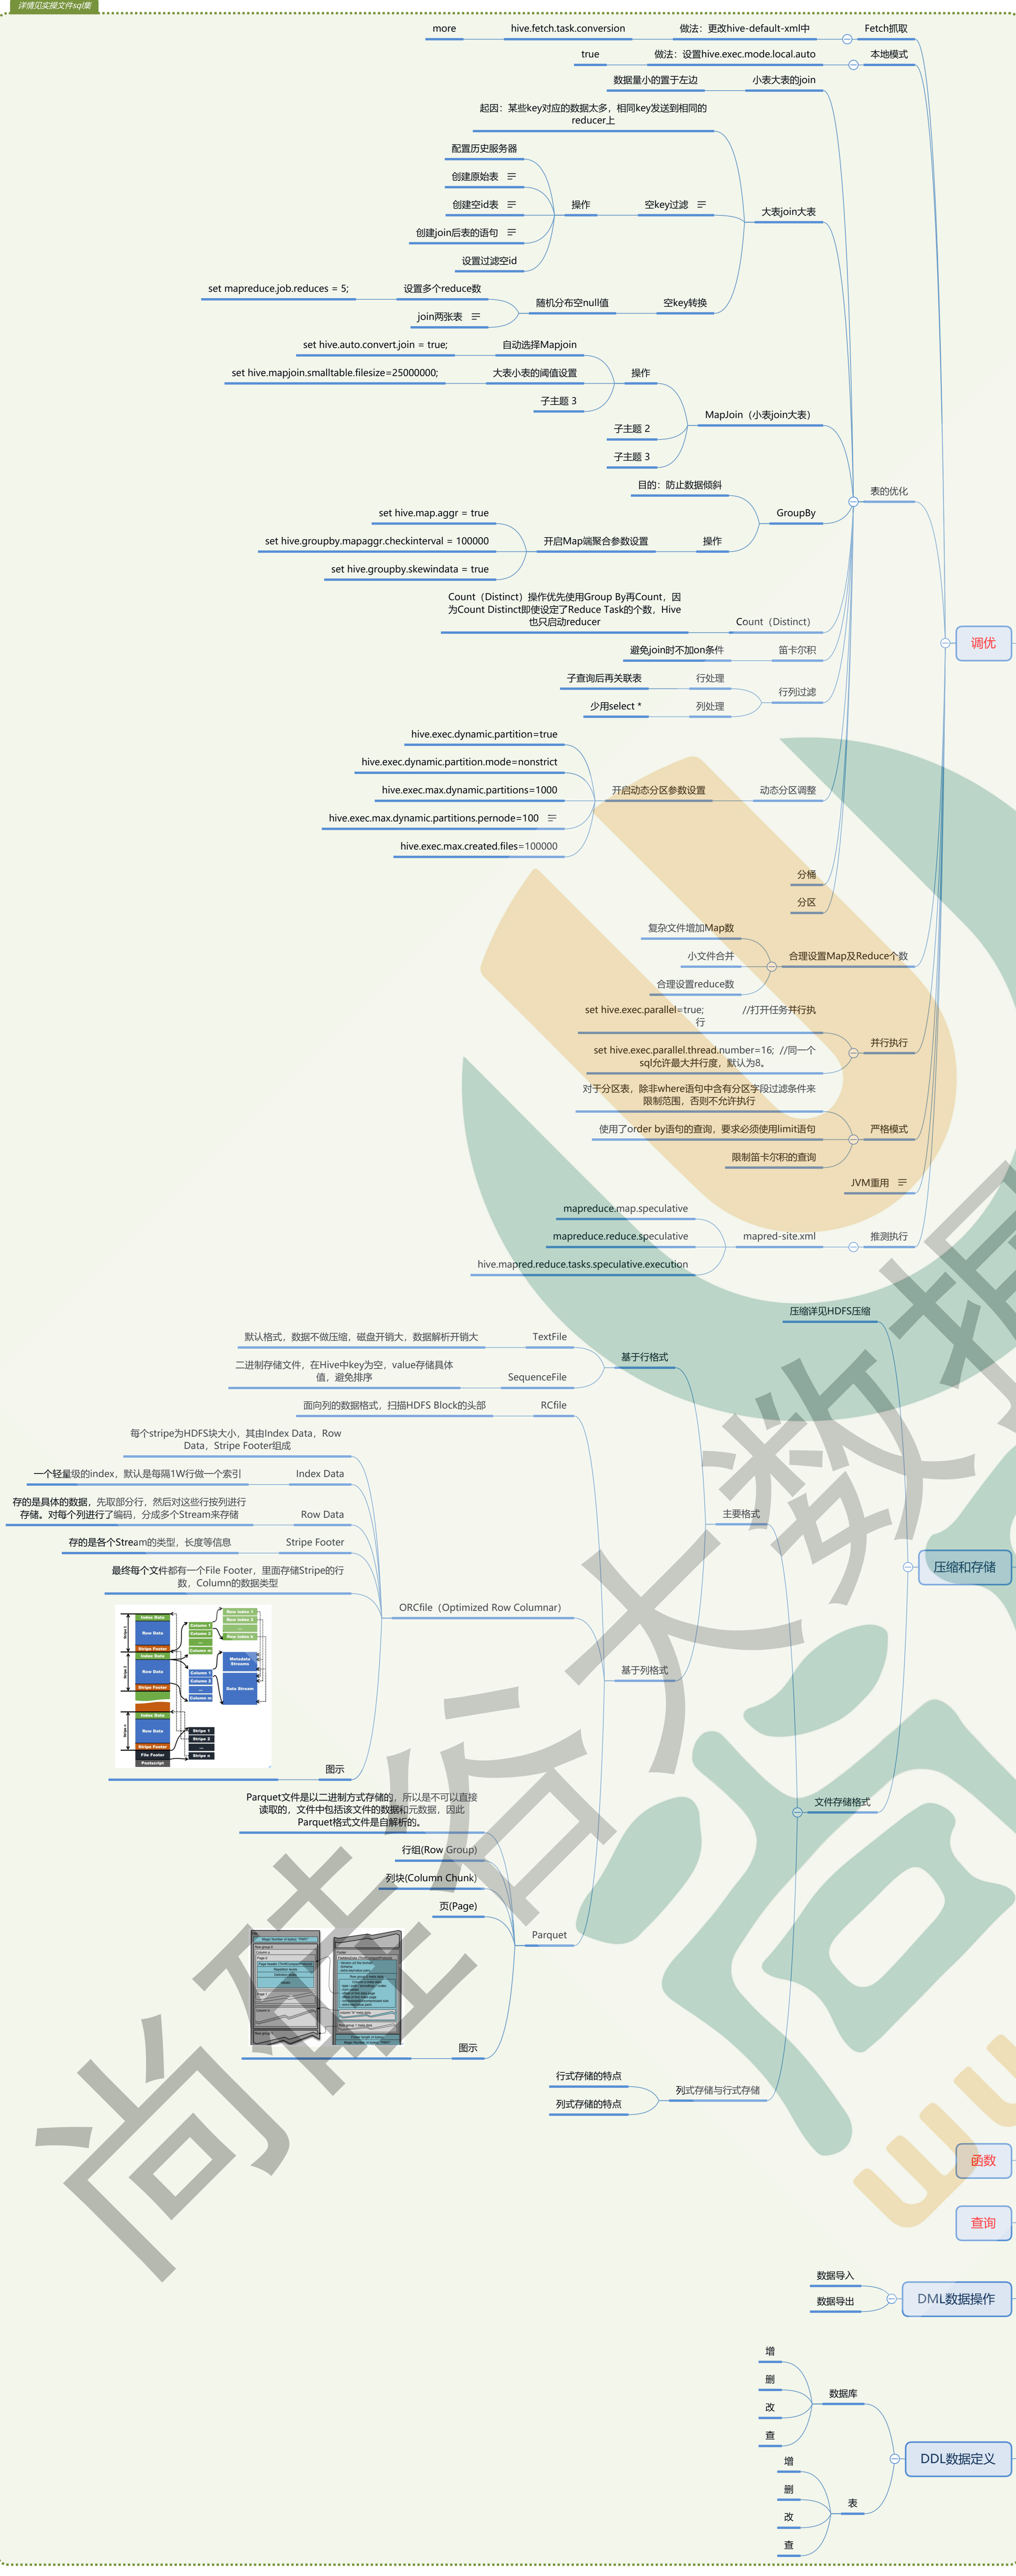 详情见实操文件sql集
调优
Fetch抓取
做法：更改hive-default-xml中
hive.fetch.task.conversion
more
本地模式
做法：设置hive.exec.mode.local.auto
true
表的优化
小表大表的join
数据量小的置于左边
大表join大表
起因：某些key对应的数据太多，相同key发送到相同的
reducer上
空key过滤
操作
配置历史服务器
创建原始表
创建空id表
创建join后表的语句
设置过滤空id
空key转换
随机分布空null值
设置多个reduce数
set mapreduce.job.reduces = 5;
join两张表
MapJoin（小表join大表）
操作
自动选择Mapjoin
set hive.auto.convert.join = true;
大表小表的阈值设置
set hive.mapjoin.smalltable.filesize=25000000;
子主题 3
子主题 2
子主题 3
GroupBy
目的：防止数据倾斜
操作
开启Map端聚合参数设置
set hive.map.aggr = true
set hive.groupby.mapaggr.checkinterval = 100000
set hive.groupby.skewindata = true
Count（Distinct）
Count（Distinct）操作优先使用Group By再Count，因
为Count Distinct即使设定了Reduce Task的个数，Hive
也只启动reducer
笛卡尔积
避免join时不加on条件
行列过滤
行处理
子查询后再关联表
列处理
少用select *
动态分区调整
开启动态分区参数设置
hive.exec.dynamic.partition=true
hive.exec.dynamic.partition.mode=nonstrict
hive.exec.max.dynamic.partitions=1000
hive.exec.max.dynamic.partitions.pernode=100
hive.exec.max.created.files=100000
分桶
分区
合理设置Map及Reduce个数
复杂文件增加Map数
小文件合并
合理设置reduce数
并行执行
set hive.exec.parallel=true; //打开任务并行执
行
set hive.exec.parallel.thread.number=16; //同一个
sql允许最大并行度，默认为8。
严格模式
对于分区表，除非where语句中含有分区字段过滤条件来
限制范围，否则不允许执行
使用了order by语句的查询，要求必须使用limit语句
限制笛卡尔积的查询
JVM重用
推测执行
mapred-site.xml
mapreduce.map.speculative
mapreduce.reduce.speculative
hive.mapred.reduce.tasks.speculative.execution
压缩和存储
压缩详见HDFS压缩
文件存储格式
主要格式
基于行格式
TextFile
默认格式，数据不做压缩，磁盘开销大，数据解析开销大
SequenceFile
二进制存储文件，在Hive中key为空，value存储具体
值，避免排序
基于列格式
RCfile
面向列的数据格式，扫描HDFS Block的头部
ORCfile（Optimized Row Columnar）
每个stripe为HDFS块大小，其由Index Data，Row
Data，Stripe Footer组成
Index Data
一个轻量级的index，默认是每隔1W行做一个索引
Row Data
存的是具体的数据，先取部分行，然后对这些行按列进行
存储。对每个列进行了编码，分成多个Stream来存储
Stripe Footer
存的是各个Stream的类型，长度等信息
最终每个文件都有一个File Footer，里面存储Stripe的行
数，Column的数据类型
图示
Index Data
Row Data
Stripe Footer
Index Data
Row Data
Stripe Footer
Index Data
Row Data
Stripe Footer
File Footer
Postscript
Column 1
Column 2
Column m
Column 1
Column 2
Column m
Metadata
Streams
Data Stream
Stripe 1
Stripe 2
Stripe n
Parquet
Parquet文件是以二进制方式存储的，所以是不可以直接
读取的，文件中包括该文件的数据和元数据，因此
Parquet格式文件是自解析的。
行组(Row Group)
列块(Column Chunk)
页(Page)
图示
列式存储与行式存储
行式存储的特点
列式存储的特点
函数
查询
DML数据操作
数据导入
数据导出
DDL数据定义
数据库
增
删
改
查
表
增
删
改
查
尚硅谷大数据